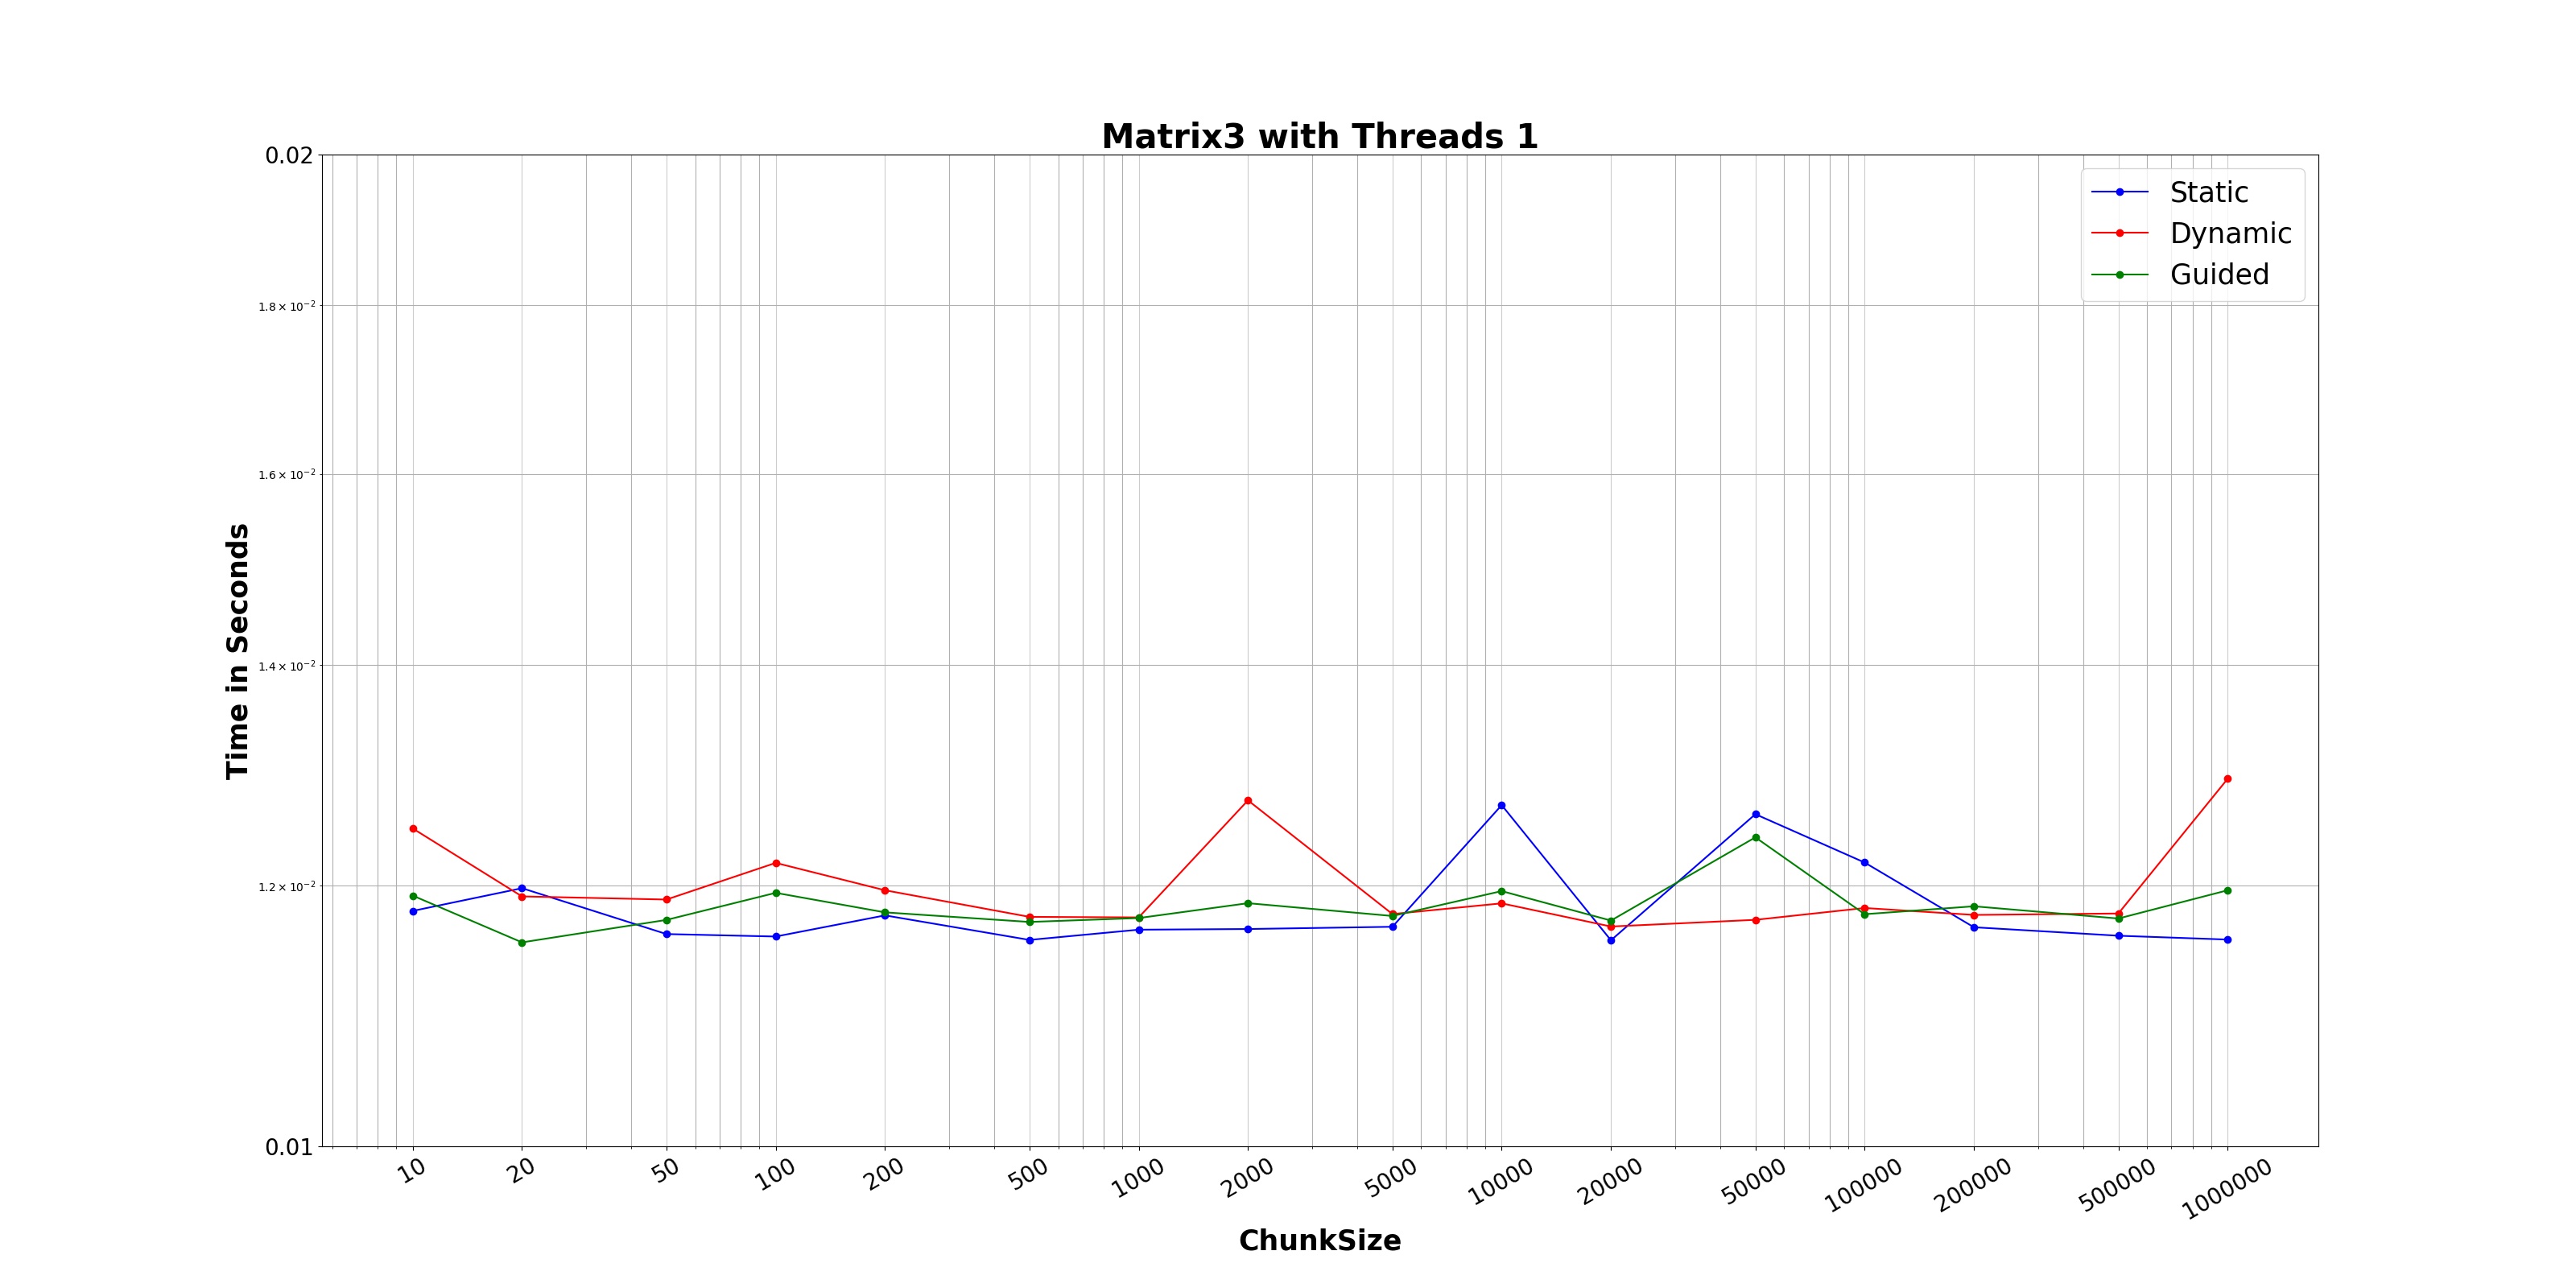 Matrix3 with Threads 1
0.02
1.8 × 10⁻²
1.6 × 10⁻²
1.4 × 10⁻²
1.2 × 10⁻²
0.01
Time in Seconds
Static
Dynamic
Guided
10 20 50 100 200 500 1000 2000 5000 10000 20000 50000 100000 200000 500000 1000000
ChunkSize